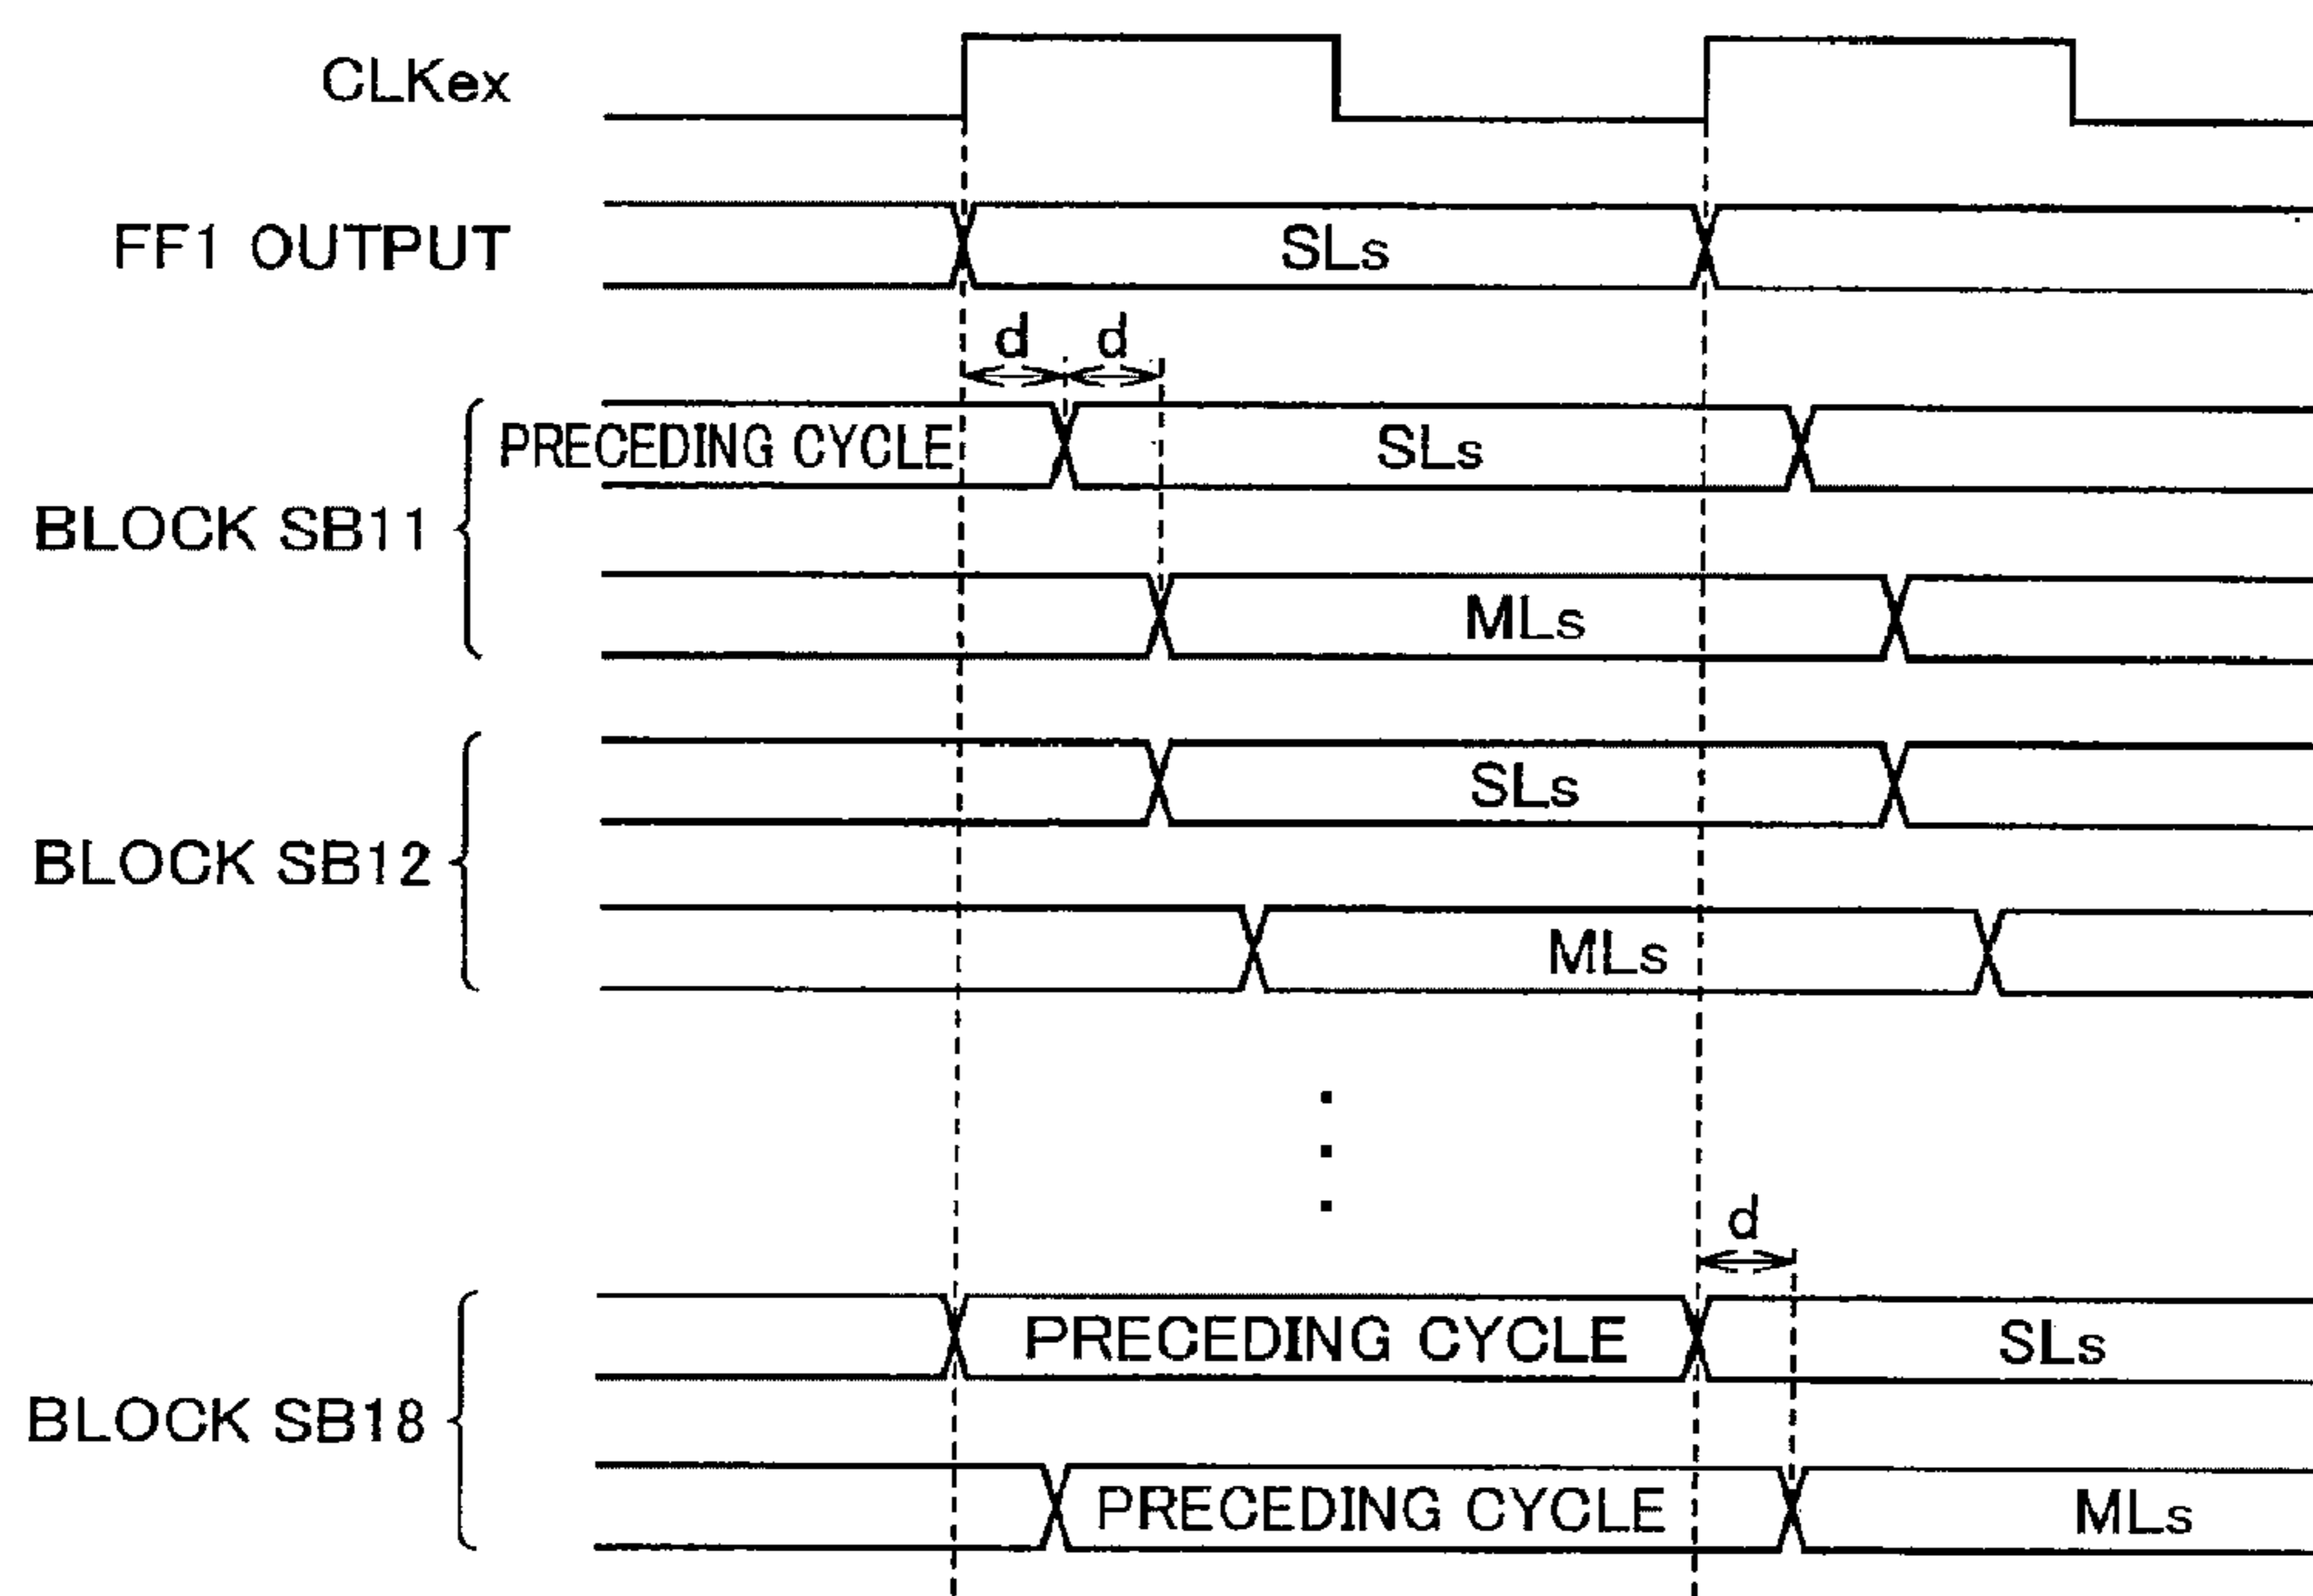 CLKex
FF1 OUTPUT
SLs
d d
PRECEDING CYCLE
SLs
BLOCK SB11
MLs
SLs
BLOCK SB12
MLs
d
PRECEDING CYCLE
SLs
BLOCK SB18
PRECEDING CYCLE
MLs